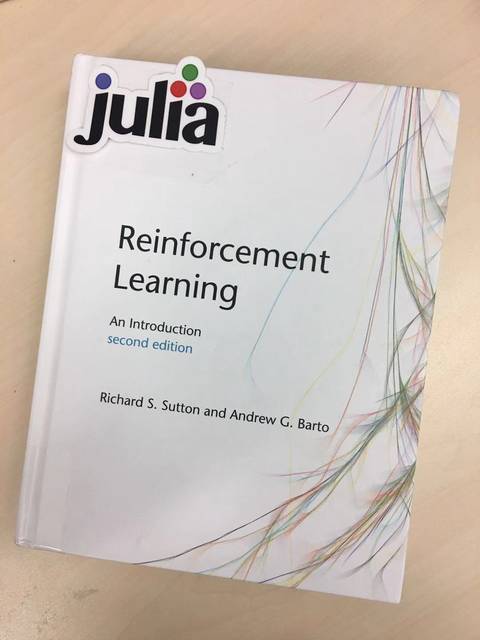 julia
Reinforcement
Learning
An Introduction
second edition
Richard S. Sutton and Andrew G. Barto